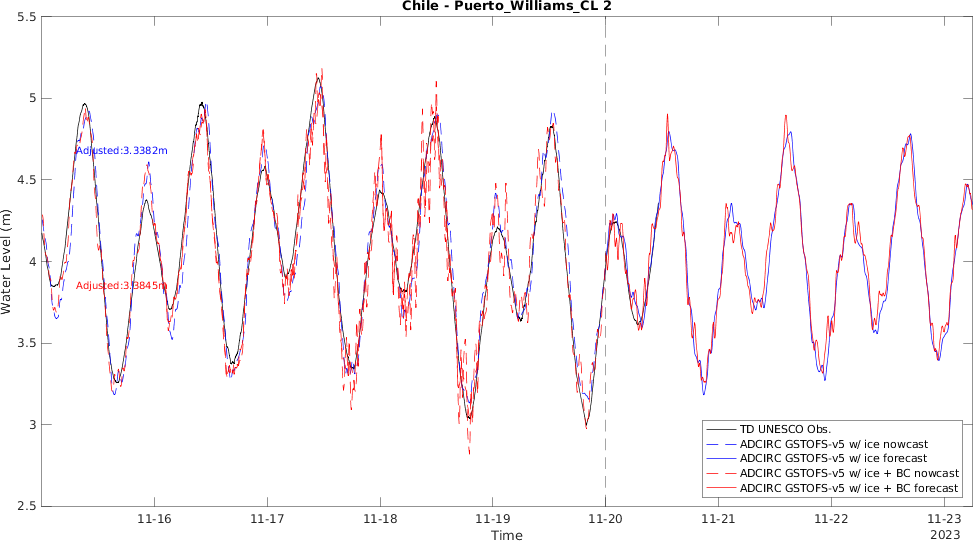 Chile - Puerto_Williams_CL 2
5.5
5
4.5
4
3.5
3
2.5
Water Level (m)
Adjusted:3.3382m
Adjusted:3.3845m
TD UNESCO Obs.
ADCIRC GSTOFS-v5 w/ ice nowcast
ADCIRC GSTOFS-v5 w/ ice forecast
ADCIRC GSTOFS-v5 w/ ice + BC nowcast
ADCIRC GSTOFS-v5 w/ ice + BC forecast
11-16 11-17 11-18 11-19 11-20 11-21 11-22 11-23
Time
2023